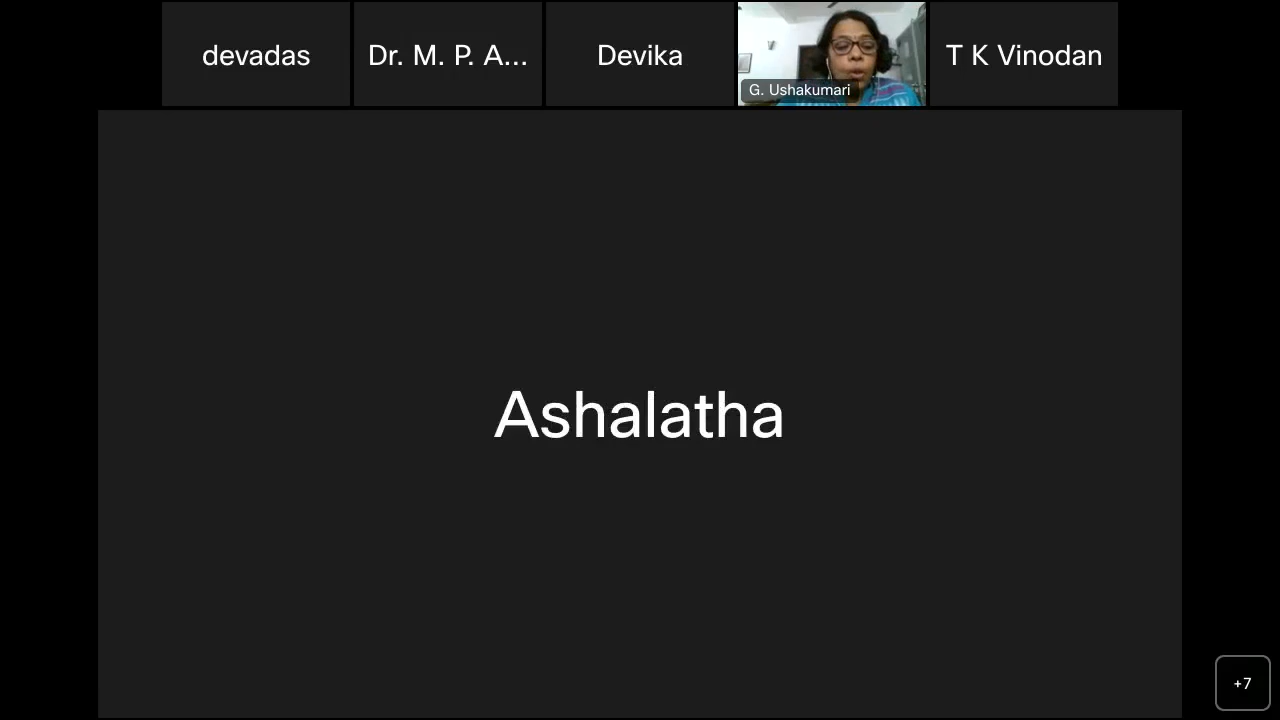 devadas
Dr. M. P. A...
Devika
G. Ushakumari
T K Vinodan
Ashalatha
+7